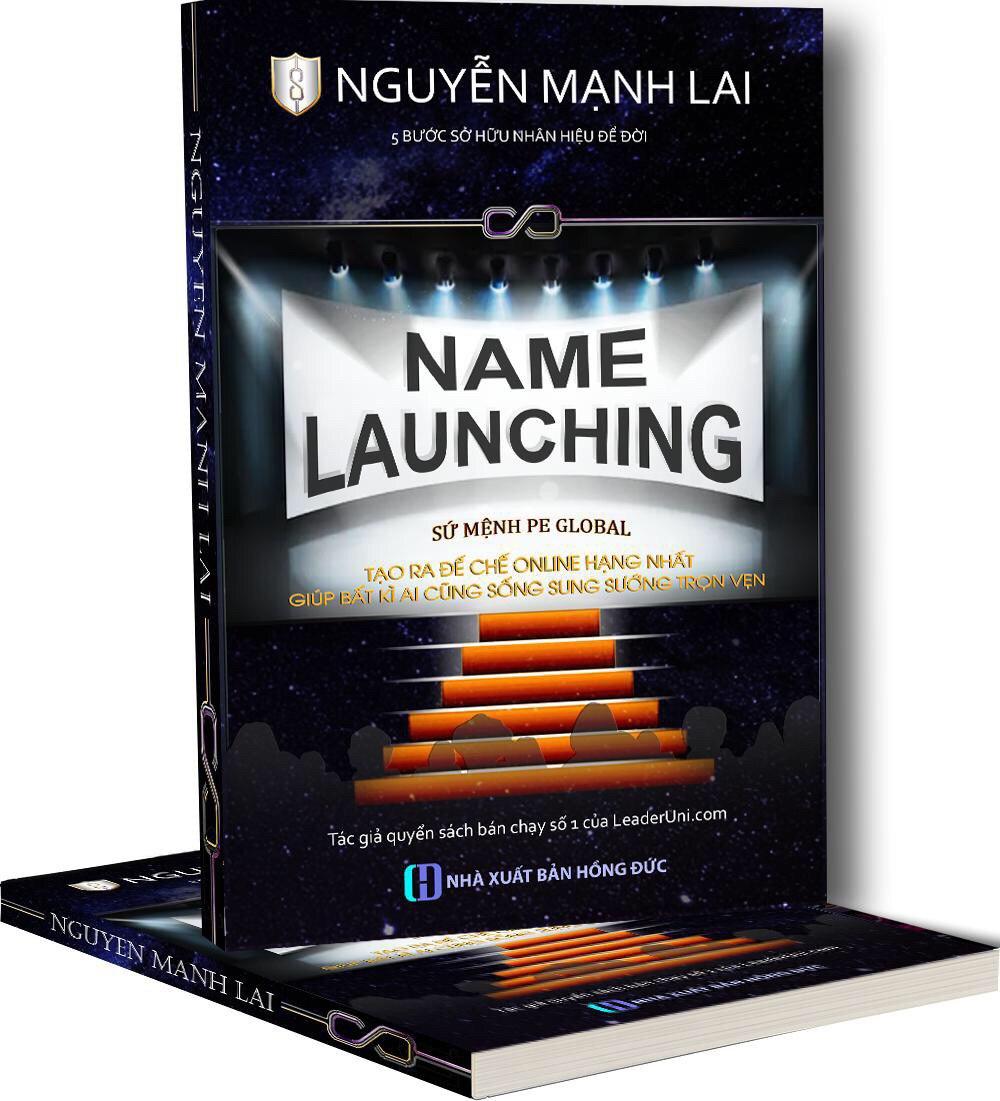 NGUYỄN MẠNH LAI
5 BƯỚC SỞ HỮU NHÂN HIỆU ĐỂ ĐỜI
NAME
LAUNCHING
SỨ MỆNH PE GLOBAL
TẠO RA ĐẾ CHẾ ONLINE HẠNG NHẤT
GIÚP BẤT KÌ AI CŨNG SỐNG SUNG SƯỚNG TRỌN VẸN
Tác giả quyển sách bán chạy số 1 của LeaderUni.com
NHÀ XUẤT BẢN HỒNG ĐỨC
NGUYEN MANH LAI
NGUYEN MANH LAI